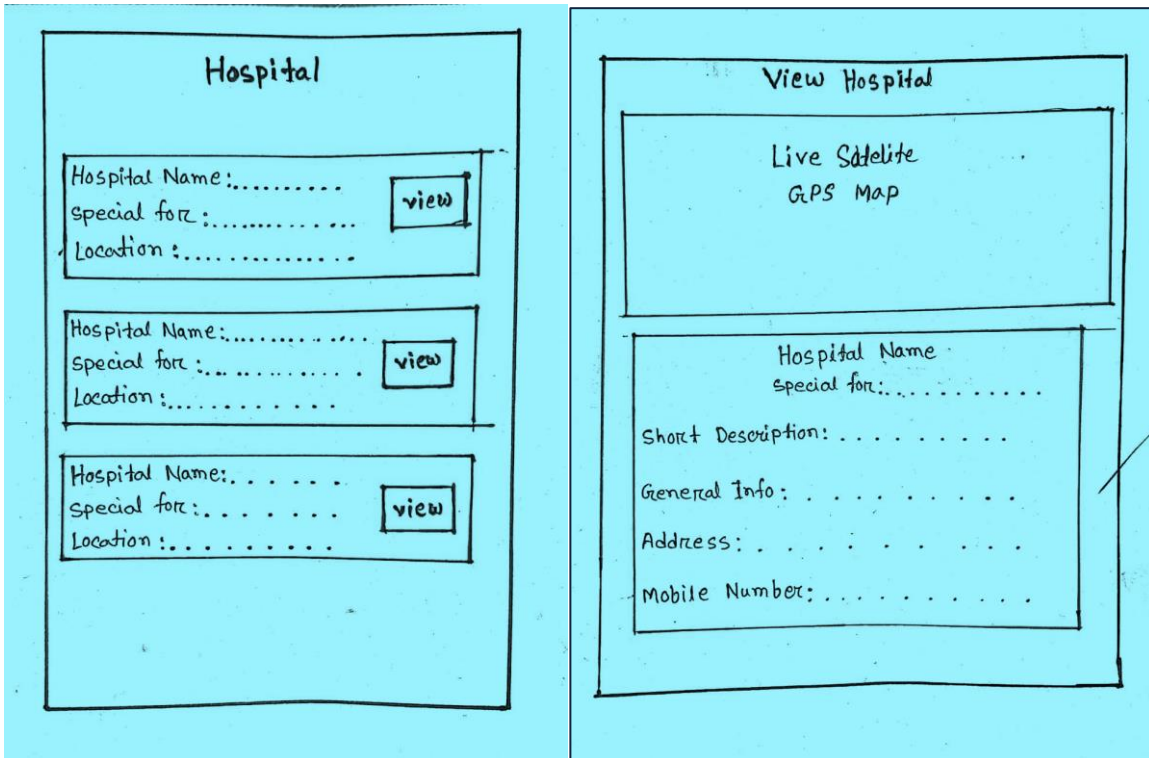 Hospital
Hospital Name:..........
special for:..............
Location:..............
view
Hospital Name:..............
special for:..............
Location:............
view
Hospital Name:......
special for:.......
Location:.........
view
View Hospital
Live Satelite
GPS Map
Hospital Name
special for:..........
Short Description:.........
General Info:..........
Address:..........
Mobile Number:..........